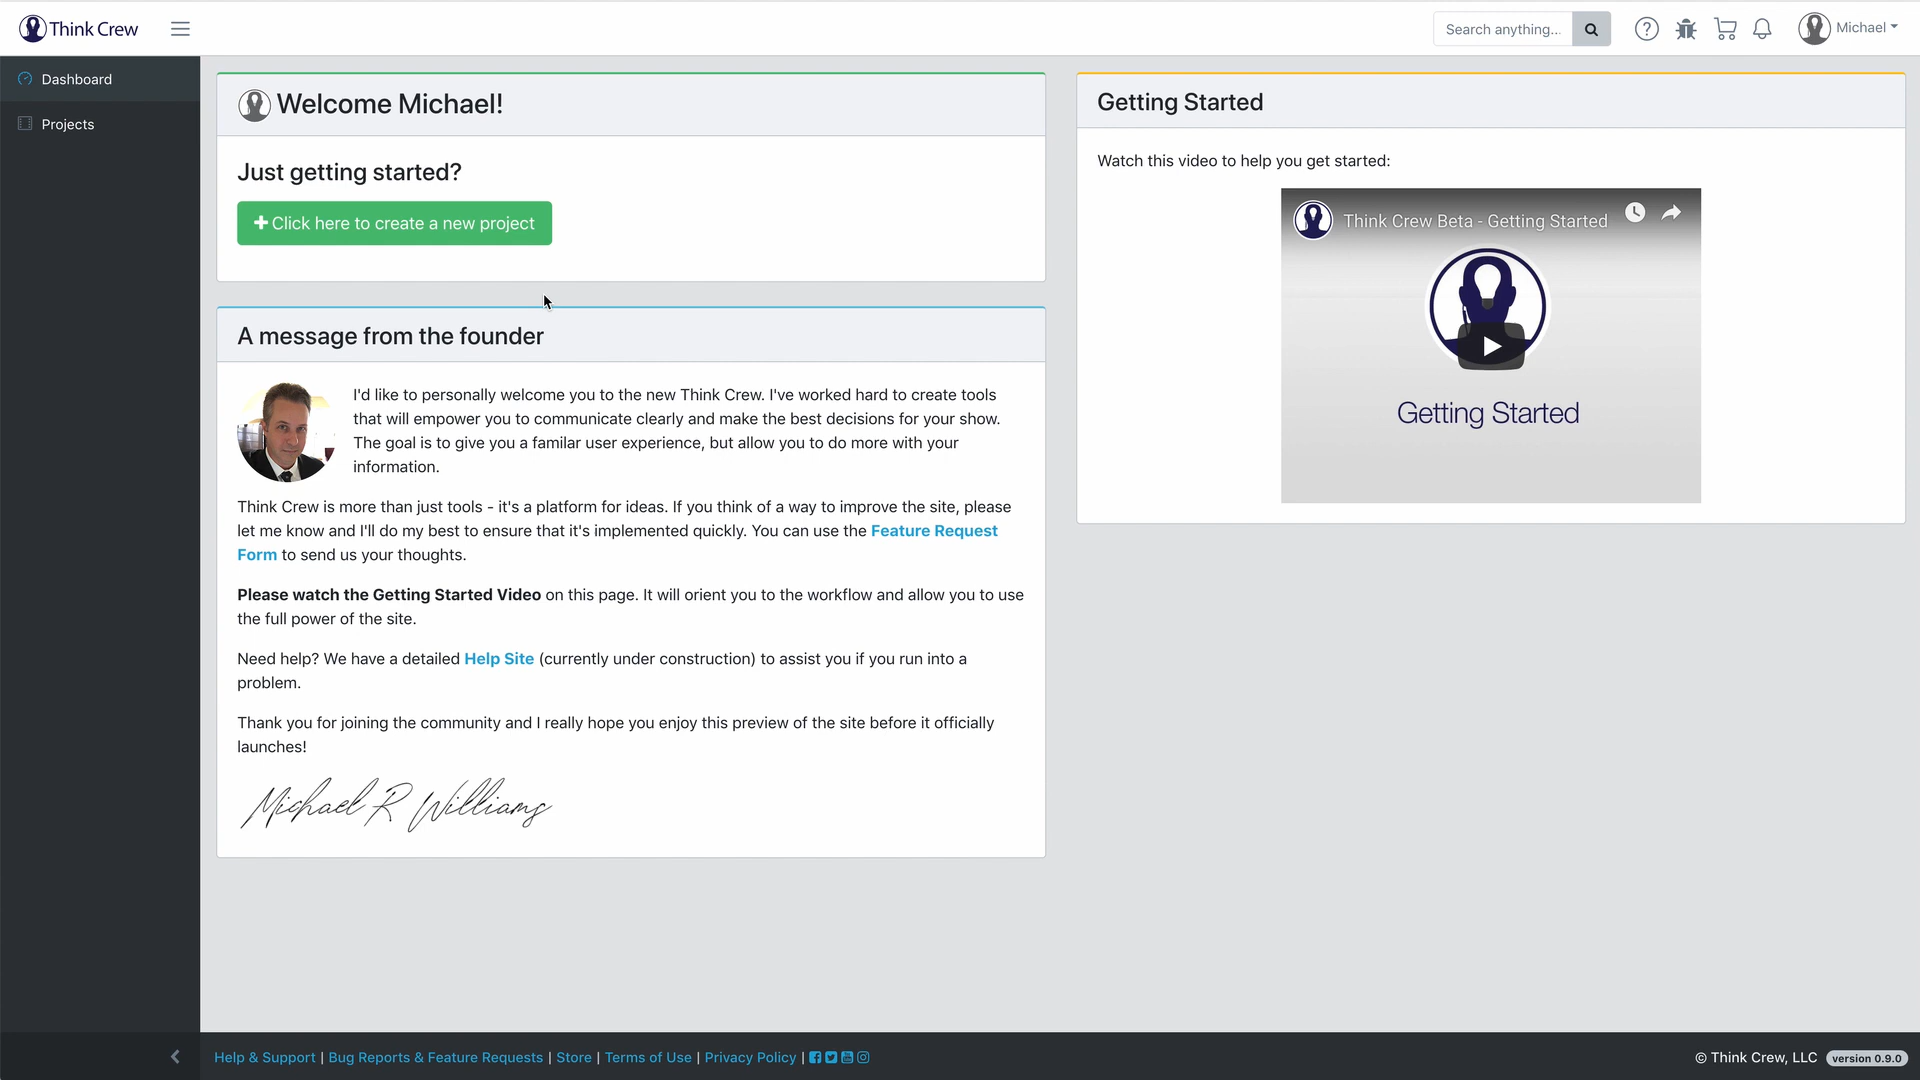 Think Crew
Search anything...
Michael
Dashboard
Projects
Welcome Michael!
Just getting started?
Click here to create a new project
A message from the founder
I'd like to personally welcome you to the new Think Crew. I've worked hard to create tools
that will empower you to communicate clearly and make the best decisions for your show.
The goal is to give you a familar user experience, but allow you to do more with your
information.
Think Crew is more than just tools - it's a platform for ideas. If you think of a way to improve the site, please
let me know and I'll do my best to ensure that it's implemented quickly. You can use the Feature Request
Form to send us your thoughts.
Please watch the Getting Started Video on this page. It will orient you to the workflow and allow you to use
the full power of the site.
Need help? We have a detailed Help Site (currently under construction) to assist you if you run into a
problem.
Thank you for joining the community and I really hope you enjoy this preview of the site before it officially
launches!
Michael R Williams
Getting Started
Watch this video to help you get started:
Think Crew Beta - Getting Started
Getting Started
Help & Support | Bug Reports & Feature Requests | Store | Terms of Use | Privacy Policy |
© Think Crew, LLC version 0.9.0